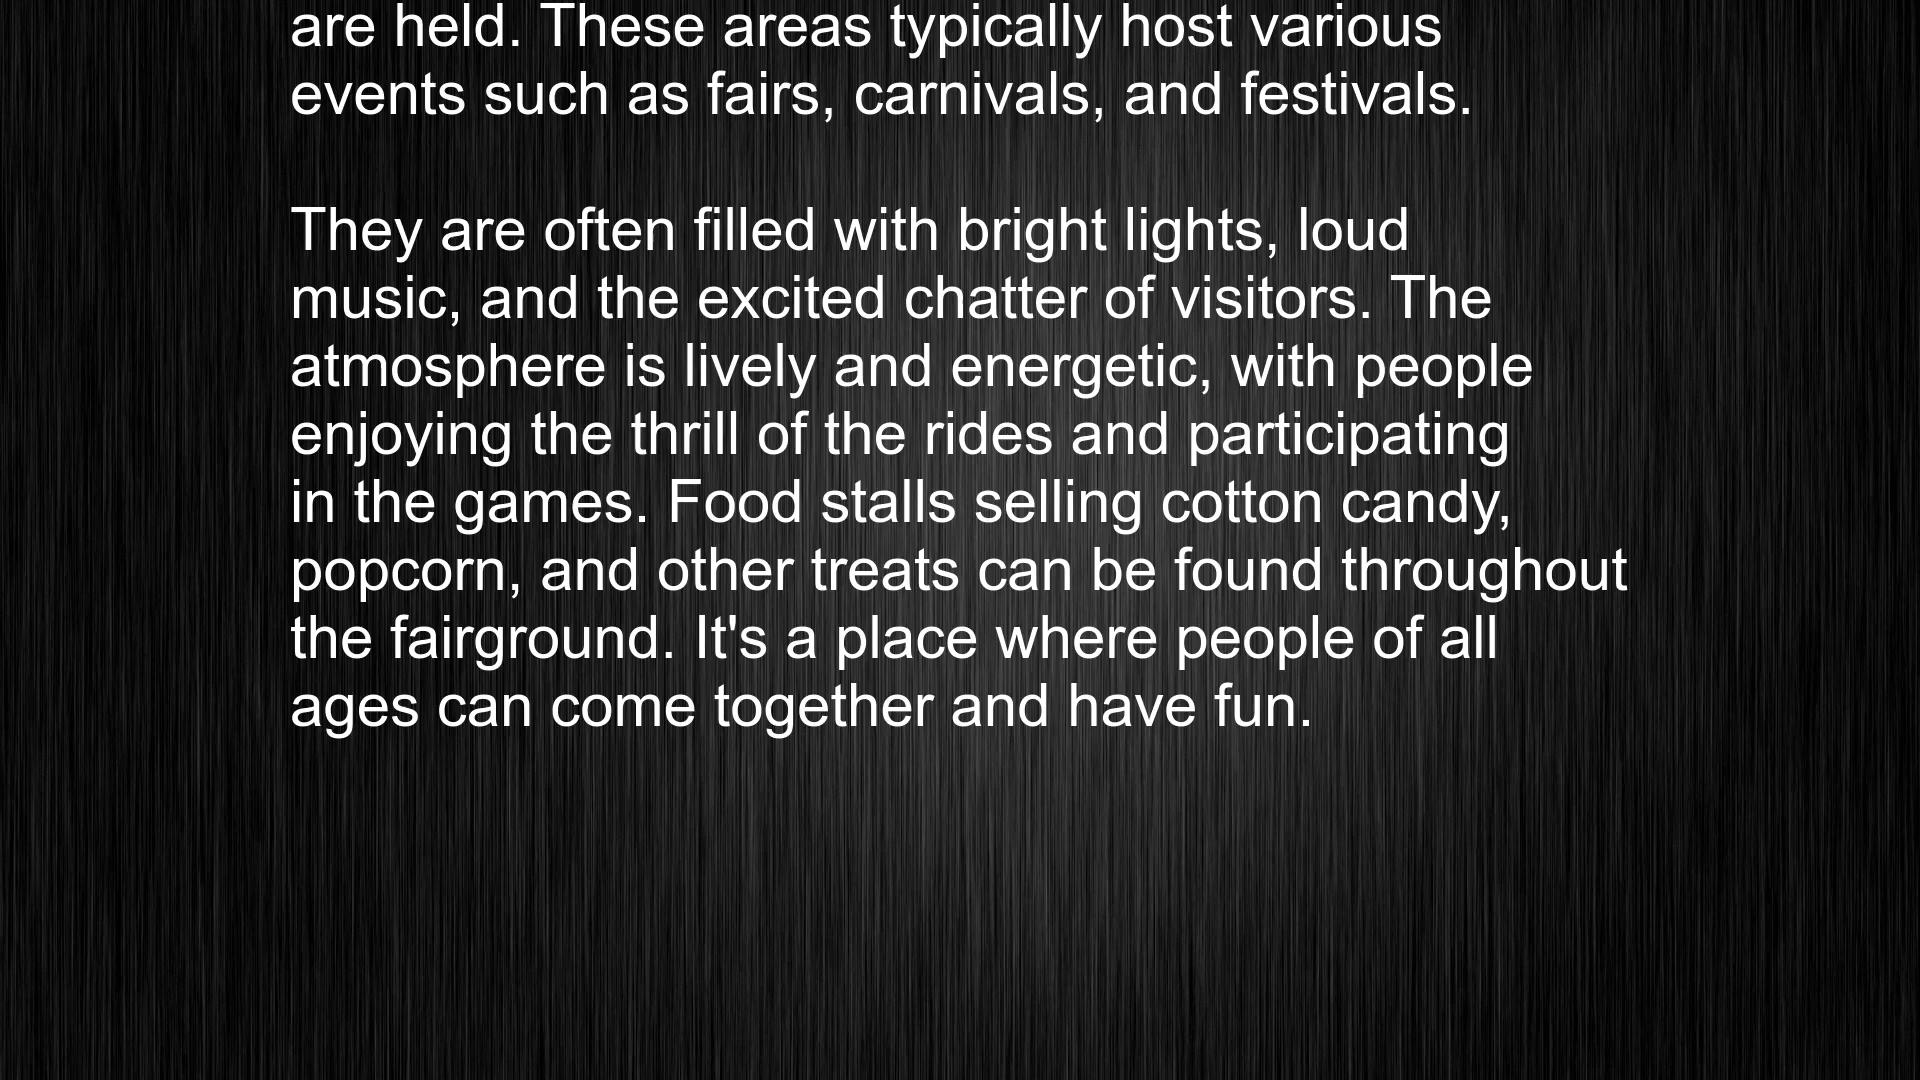 are held. These areas typically host various
events such as fairs, carnivals, and festivals.
They are often filled with bright lights, loud
music, and the excited chatter of visitors. The
atmosphere is lively and energetic, with people
enjoying the thrill of the rides and participating
in the games. Food stalls selling cotton candy,
popcorn, and other treats can be found throughout
the fairground. It's a place where people of all
ages can come together and have fun.